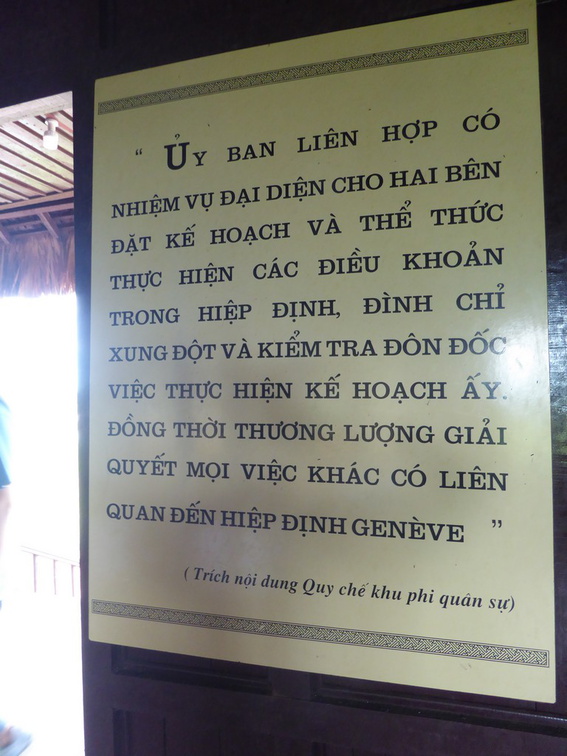 “ ỦY BAN LIÊN HỢP CÓ
NHIỆM VỤ ĐẠI DIỆN CHO HAI BÊN
ĐẶT KẾ HOẠCH VÀ THỂ THỨC
THỰC HIỆN CÁC ĐIỀU KHOẢN
TRONG HIỆP ĐỊNH, ĐÌNH CHỈ
XUNG ĐỘT VÀ KIỂM TRA ĐÔN ĐỐC
VIỆC THỰC HIỆN KẾ HOẠCH ẤY.
ĐỒNG THỜI THƯƠNG LƯỢNG GIẢI
QUYẾT MỌI VIỆC KHÁC CÓ LIÊN
QUAN ĐẾN HIỆP ĐỊNH GENÈVE ”
( Trích nội dung Quy chế khu phi quân sự)